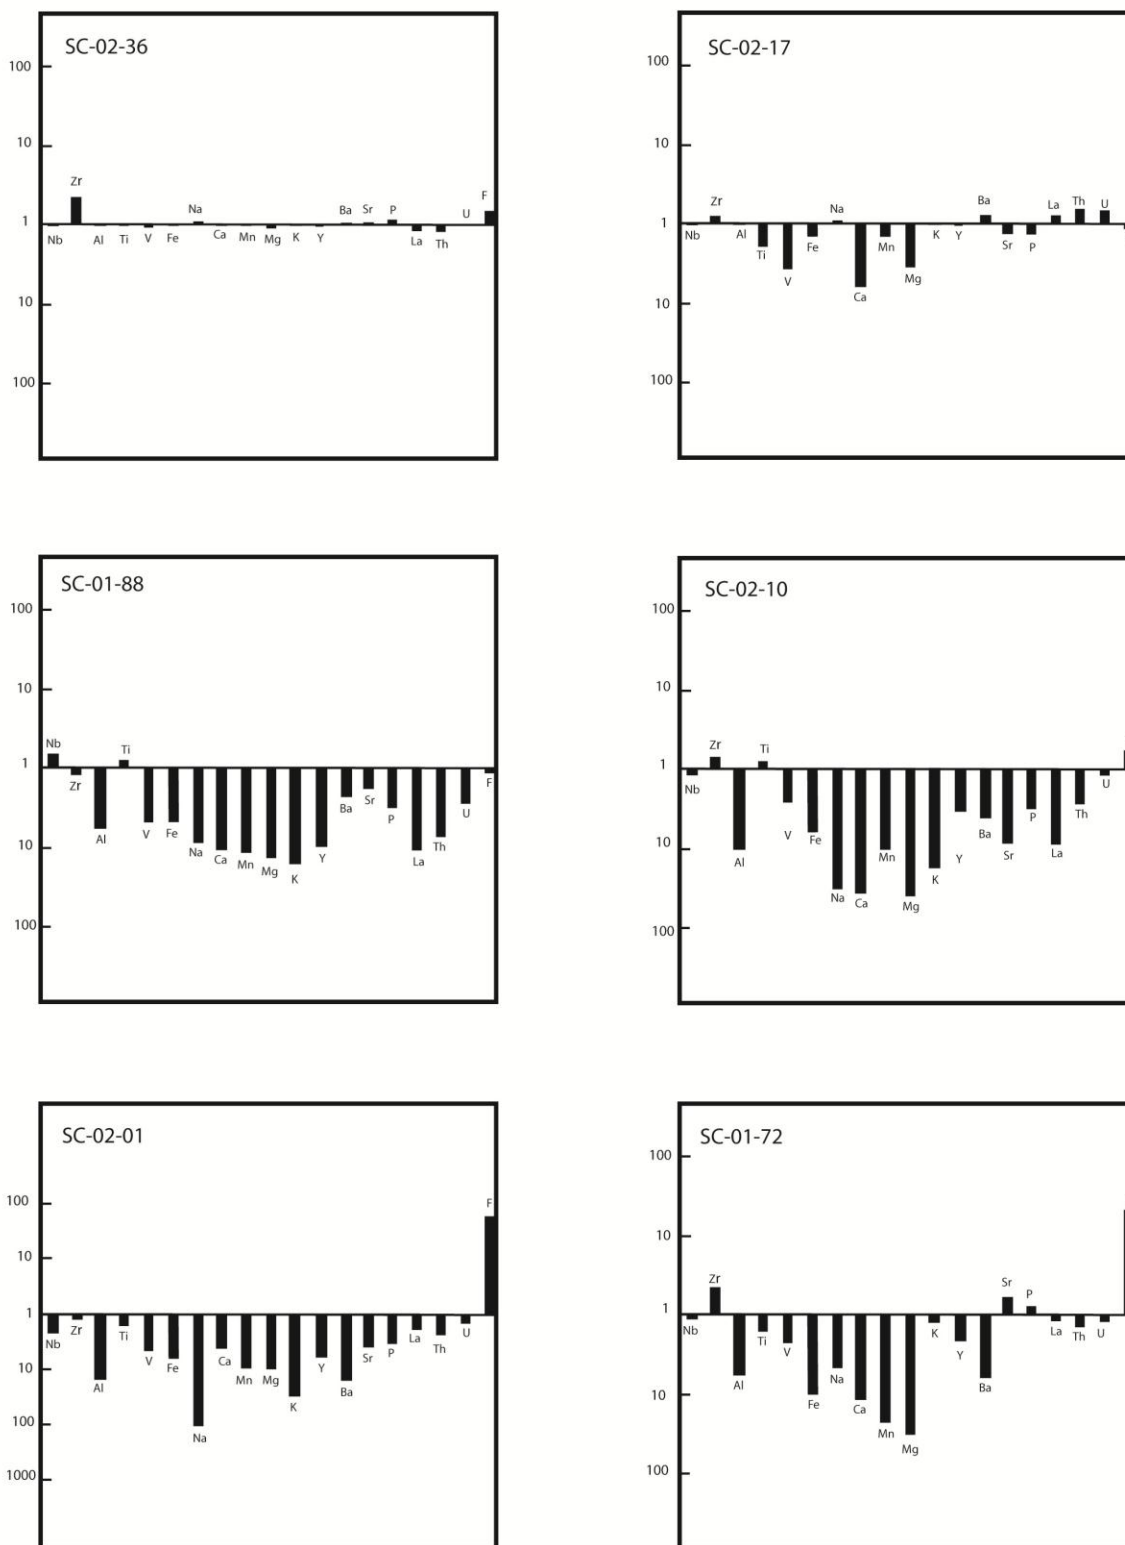 SC-02-36
100
10
1
10
100
Zr
Na
Ba Sr P
U
F
Nb Al Ti V Fe Ca Mn Mg K Y La Th
SC-02-17
100
10
1
10
100
Zr
Na
Ba
La Th U
Nb Al Ti V Fe Ca Mn Mg K Y Sr P
SC-01-88
100
10
1
10
100
Nb
Ti
Zr Al V Fe Na Ca Mn Mg K Y Ba Sr P La Th U F
SC-02-10
100
10
1
10
100
Zr
Ti
Nb Al V Fe Na Ca Mn Mg K Y Ba Sr P La Th U
SC-02-01
100
10
1
10
100
1000
F
Nb Zr Al Ti V Fe Na Ca Mn Mg K Y Ba Sr P La Th U
SC-01-72
100
10
1
10
100
Zr
Sr P
Nb Al Ti V Fe Na Ca Mn Mg K Y Ba La Th U